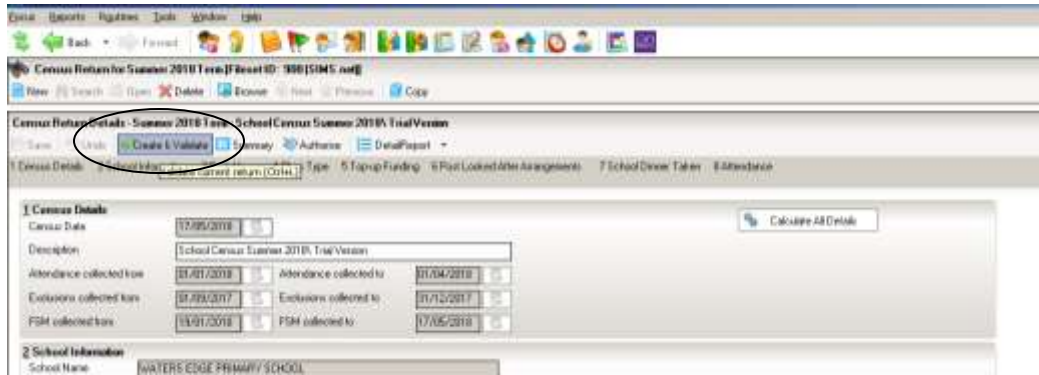 Focus Reports Routines Tools Window Help
Back Forward
Census Return for Summer 2018 Term [Fileset ID : 900 [SIMS .net]]
New Search Open Delete Browse Next Previous Copy
Census Return Details - Summer 2018 Term - School Census Summer 2018\ Trial Version
Save Undo Create & Validate Summary Authorise DetailReport
1 Census Details 2 School Type 5 Top-up Funding 6 Post Looked After Arrangements 7 School Dinner Taken 8 Attendance
current return (Ctrl+L)
1 Census Details
Census Date 17/05/2018 Calculate All Details
Description School Census Summer 2018\ Trial Version
Attendance collected from 01/01/2018 Attendance collected to 01/04/2018
Exclusions collected from 01/09/2017 Exclusions collected to 31/12/2017
FSM collected from 19/01/2018 FSM collected to 17/05/2018
2 School Information
School Name WATERS EDGE PRIMARY SCHOOL